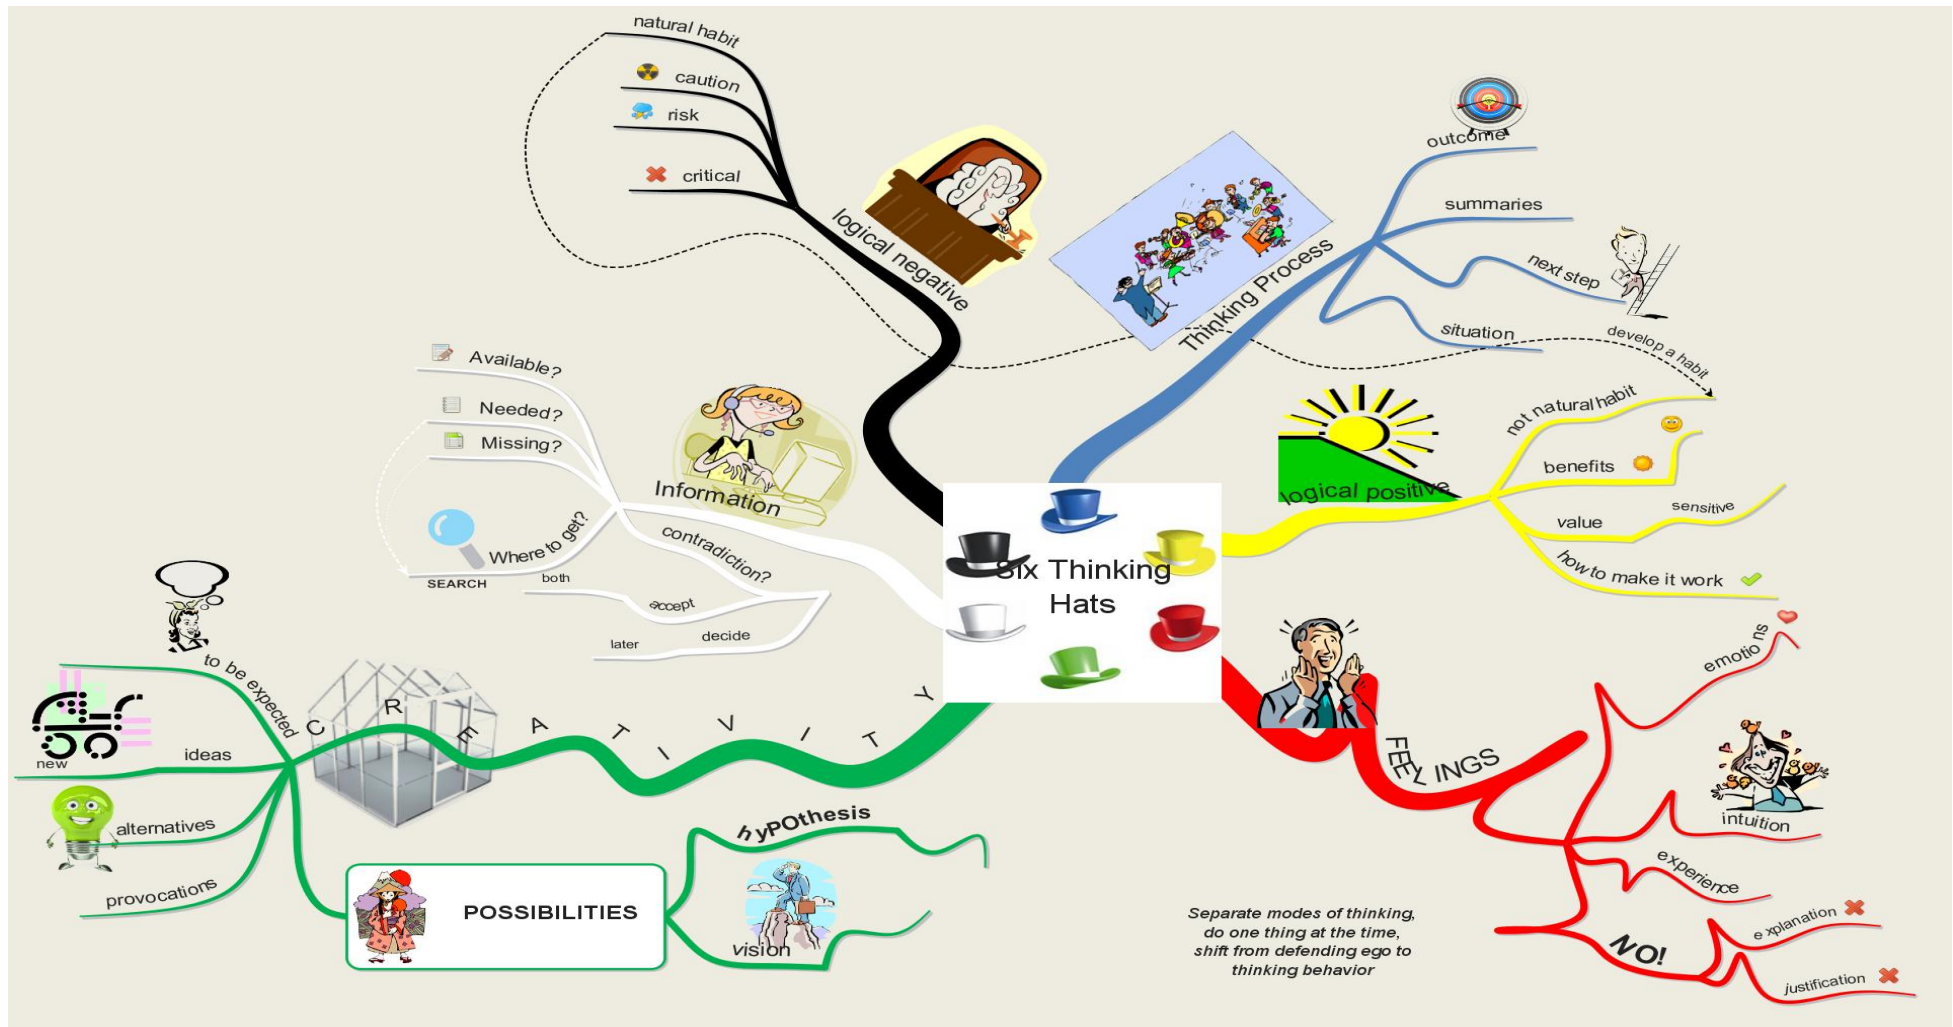 natural habit
caution
risk
critical
logical negative
Thinking Process
outcome
summaries
next step
situation
develop a habit
Available?
Needed?
Missing?
Where to get?
SEARCH
Information
contradiction?
both
accept
later
decide
logical positive
not natural habit
benefits
value
sensitive
how to make it work
Six Thinking
Hats
to be expected
CREATIVITY
new
ideas
alternatives
provocations
POSSIBILITIES
hyPOthesis
vision
FEELINGS
emotions
intuition
experience
NO!
explanation
justification
Separate modes of thinking,
do one thing at the time,
shift from defending ego to
thinking behavior